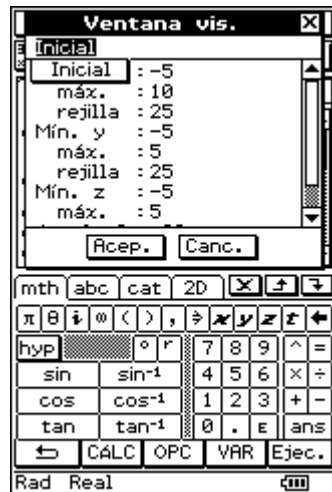 Ventana vis. X
Inicial
Inicial :-5
máx. :10
rejilla :25
Mín. y :-5
máx. :5
rejilla :25
Mín. z :-5
máx. :5
Acep. Canc.
mth abc cat 2D
π θ i ∞ ( ) , ⇒ x y z t
hyp ° r 7 8 9 ^ =
sin sin⁻¹ 4 5 6 × ÷
cos cos⁻¹ 1 2 3 + -
tan tan⁻¹ 0 . E ans
CALC OPC VAR Ejec.
Rad Real